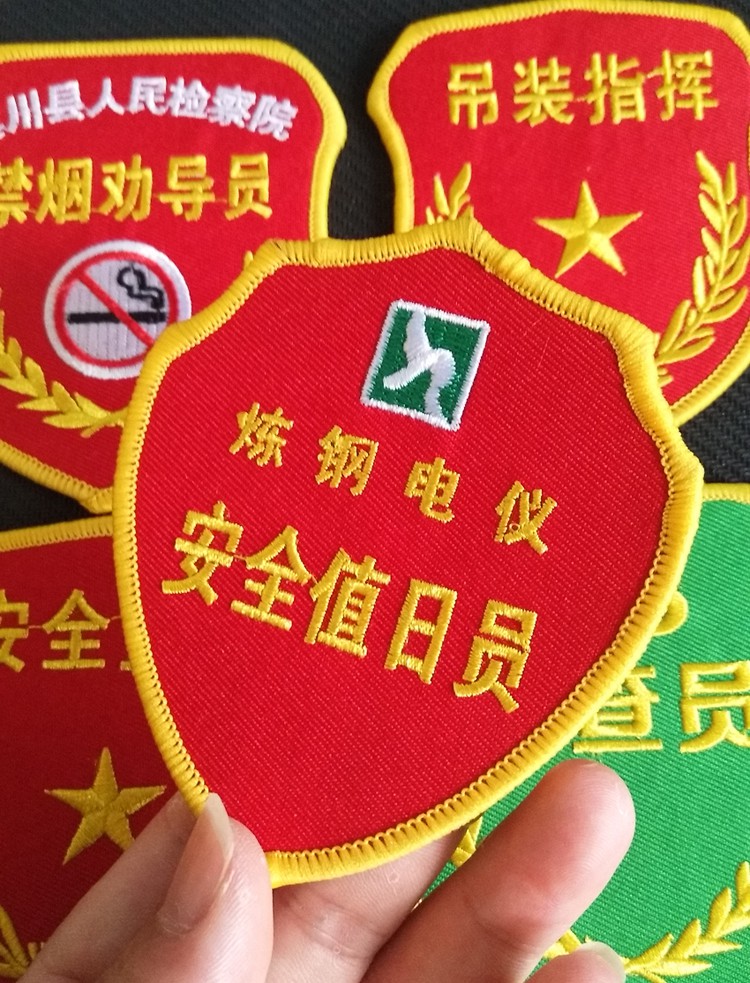 川县人民检察院
禁烟劝导员
吊装指挥
炼钢电仪
安全值日员
安全
查员